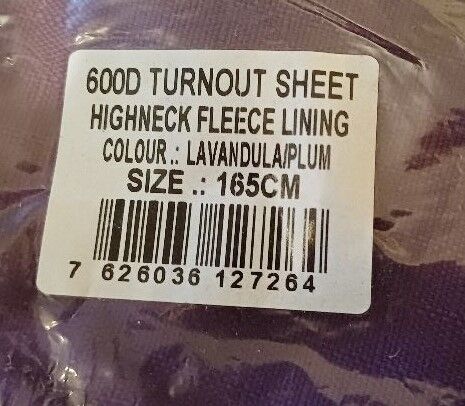 600D TURNOUT SHEET
HIGHNECK FLEECE LINING
COLOUR .: LAVANDULA/PLUM
SIZE .: 165CM
7 626036 127264